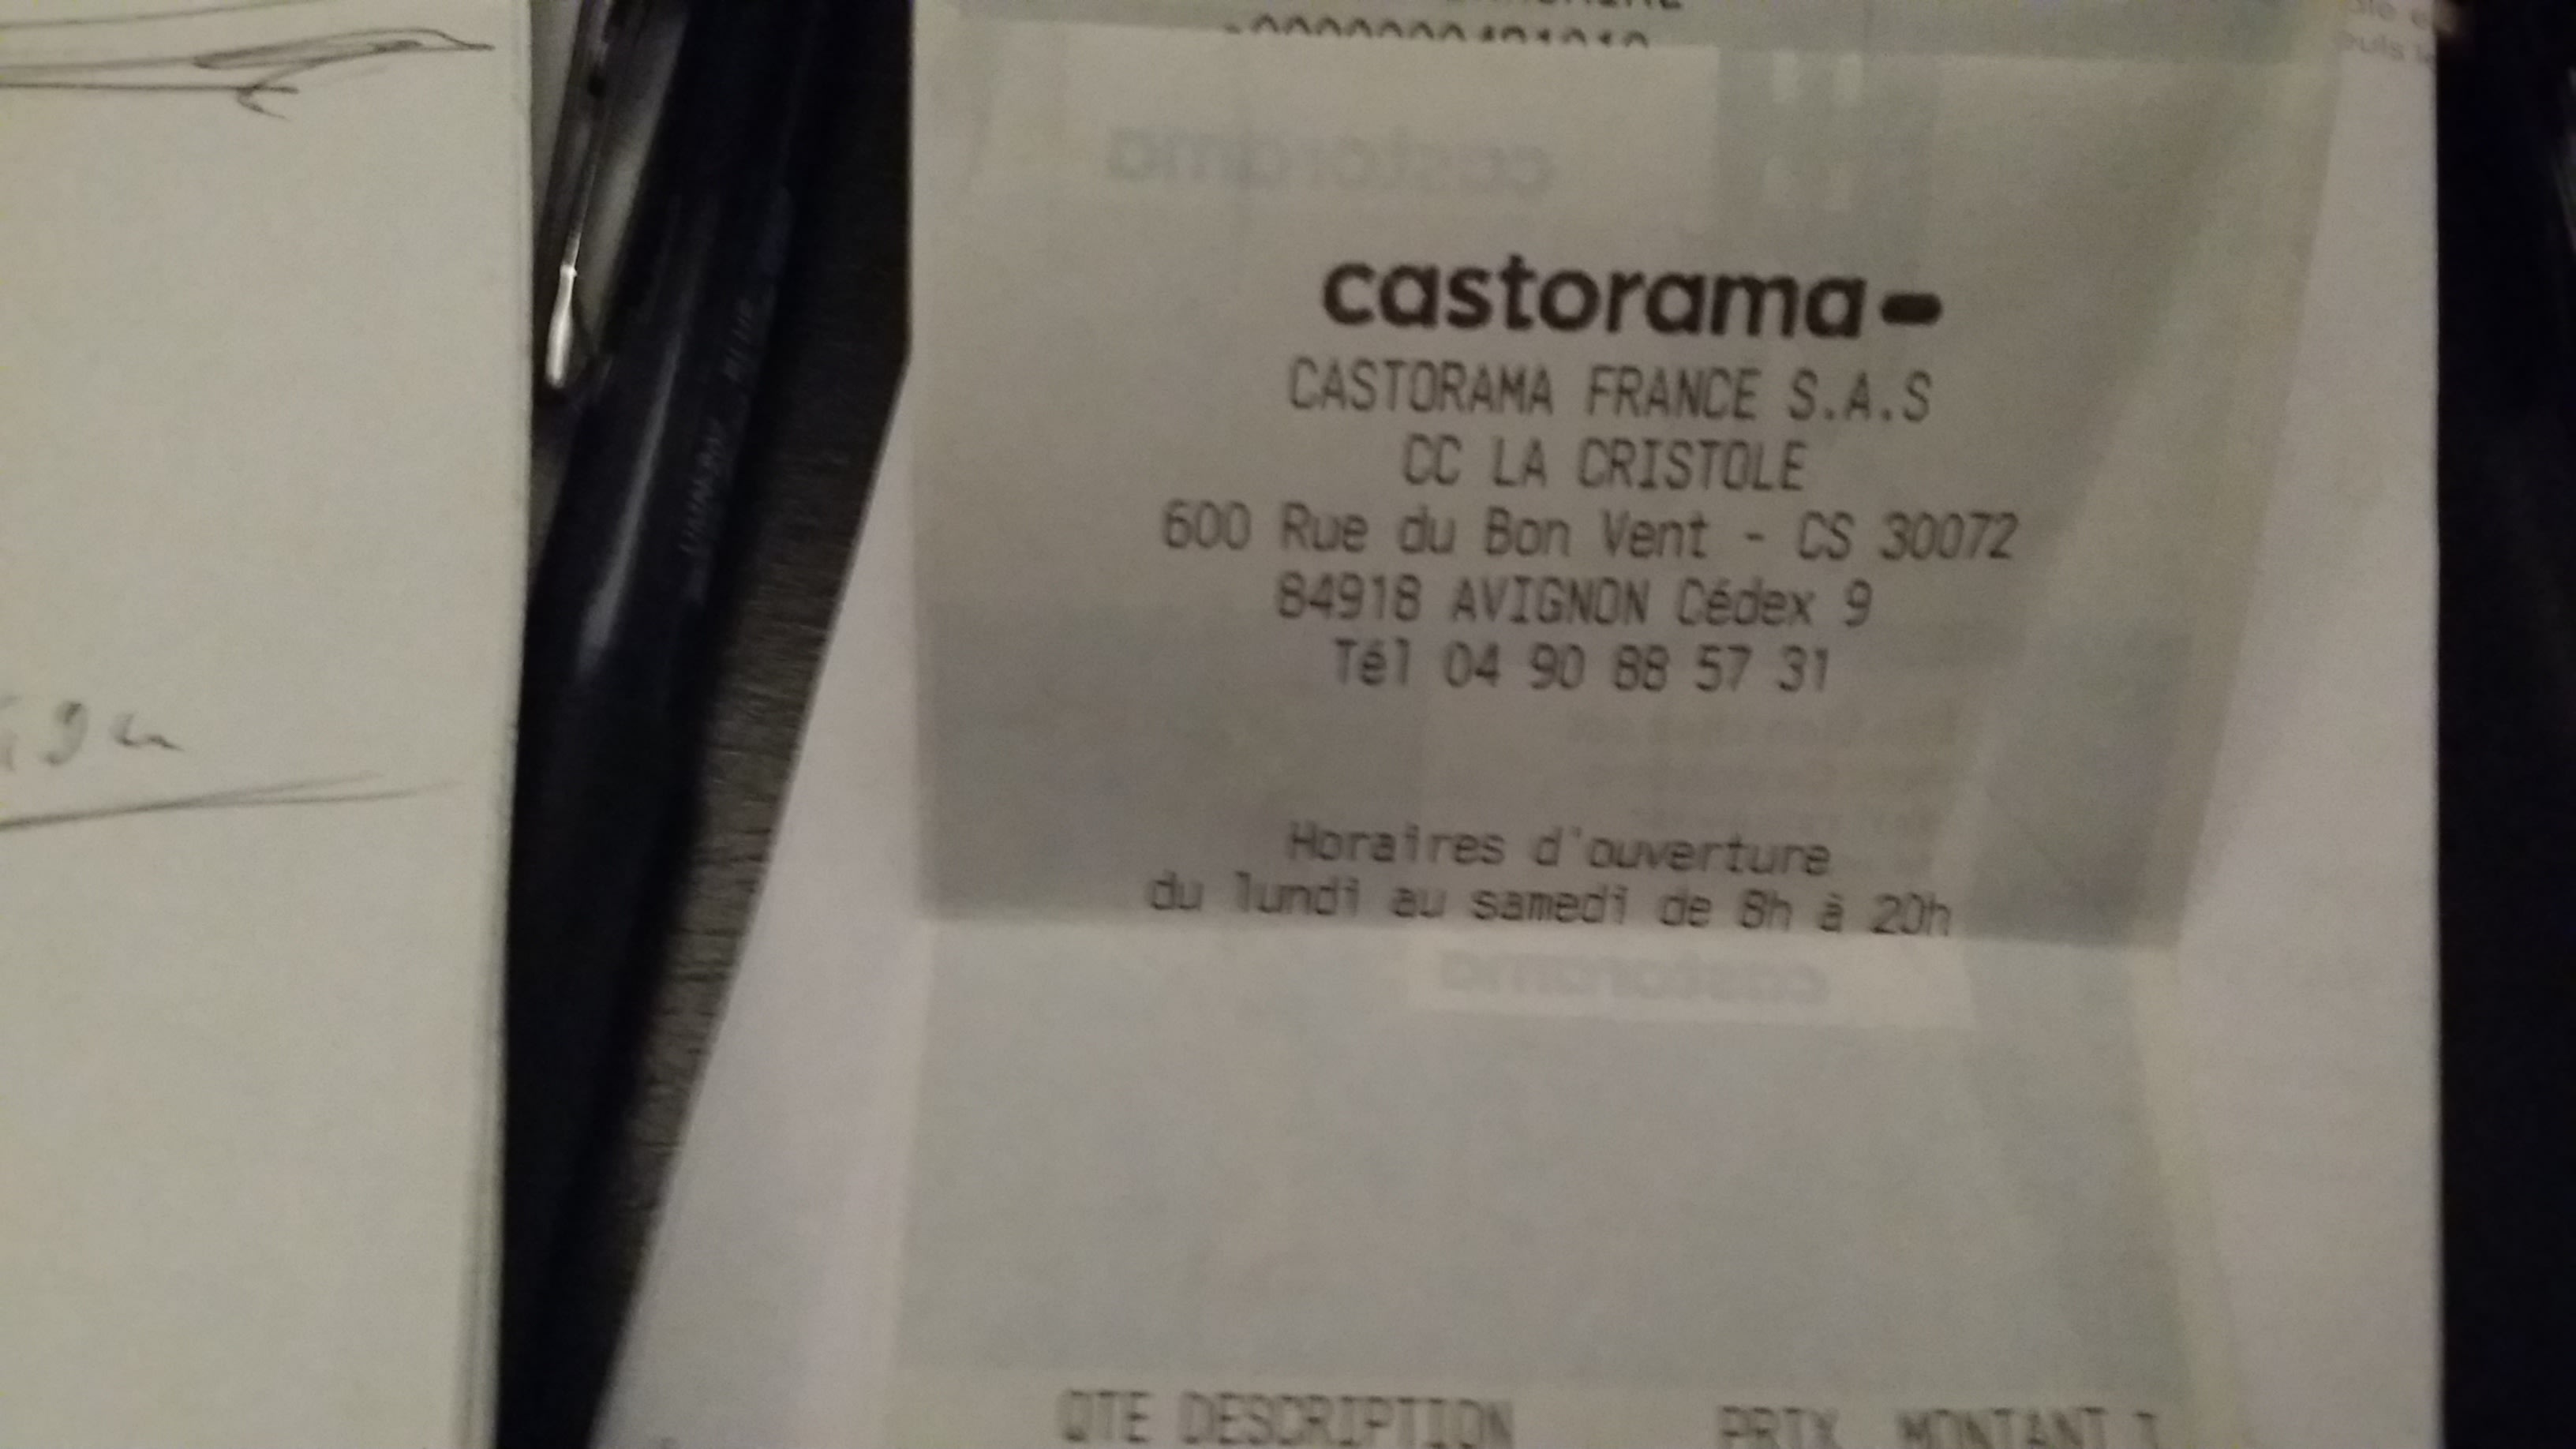 castorama
CASTORAMA FRANCE S.A.S
CC LA CRISTOLE
600 Rue du Bon Vent - CS 30072
84918 AVIGNON Cédex 9
Tél 04 90 88 57 31
Horaires d'ouverture
du lundi au samedi de 8h à 20h
castorama
QTE DESCRIPTION PRIX MONTANT T